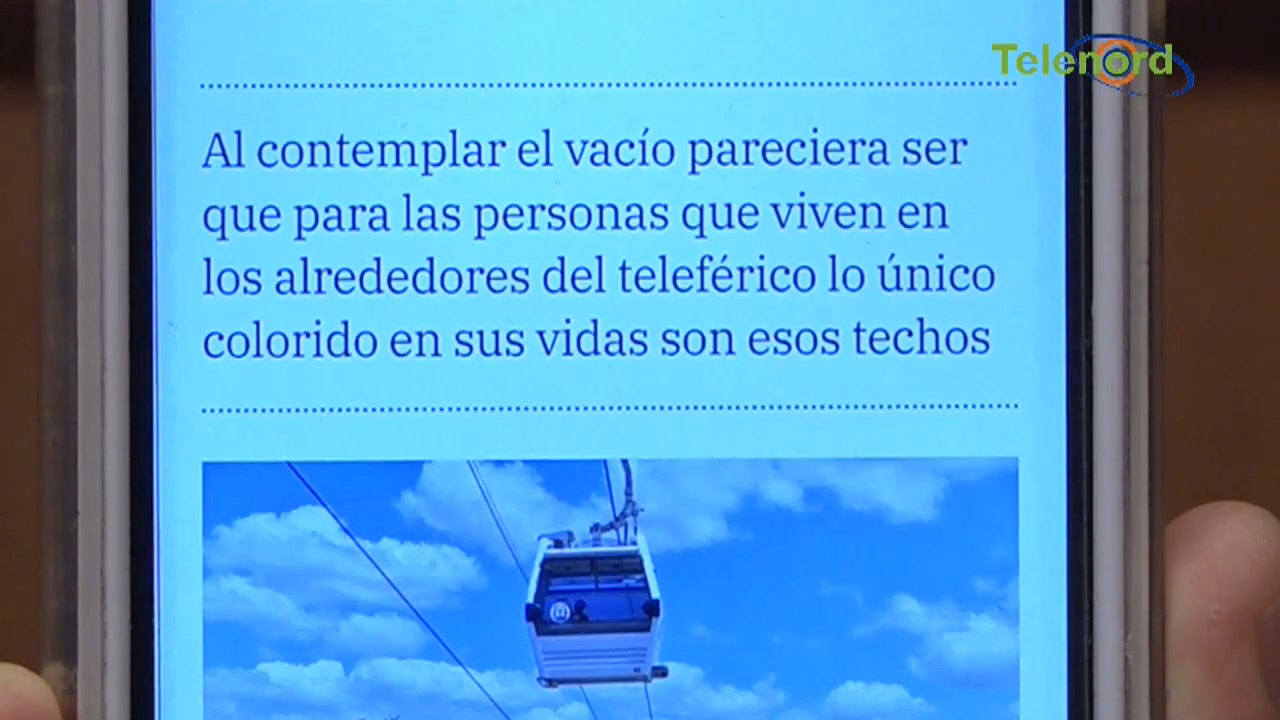 Telenord
Al contemplar el vacío pareciera ser
que para las personas que viven en
los alrededores del teleférico lo único
colorido en sus vidas son esos techos